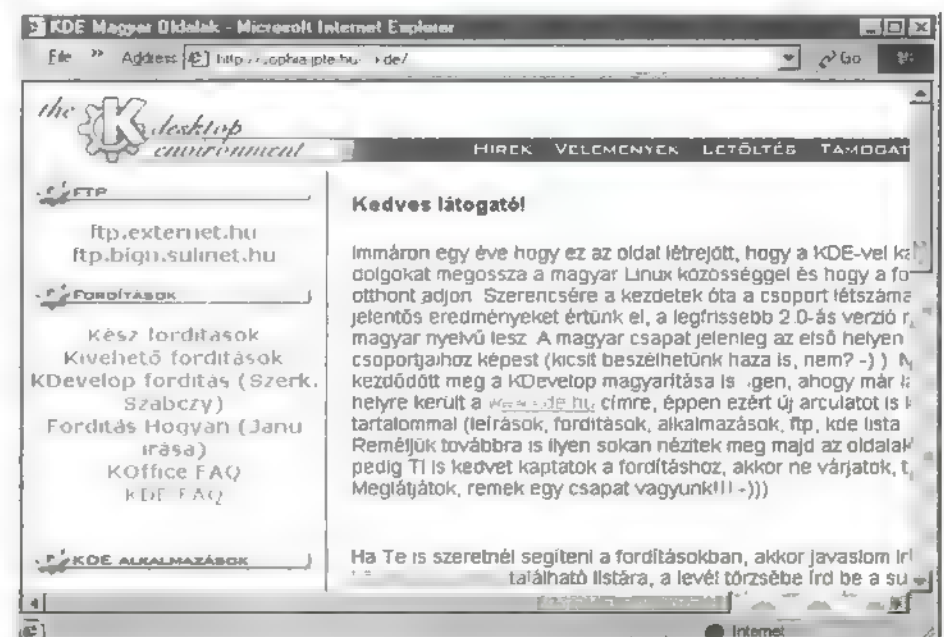 KDE Magyar Oldalak - Microsoft Internet Explorer
File » Address
Go
the K desktop environment
HIREK VELEMENYEK LETÖLTÉS TAMOGAT
FTP
ftp.externet.hu
ftp.bign.sulinet.hu
FORDÍTÁSOK
Kész fordítások
Kivehető fordítások
KDevelop fordítás (Szerk. Szabczy)
Fordítás Hogyan (Janu írása)
KOffice FAQ
KDE FAQ
KDE ALKALMAZÁSOK
Kedves látogató!
Immáron egy éve hogy ez az oldal létrejött, hogy a KDE-vel
dolgokat megossza a magyar Linux közösséggel és hogy a
otthont adjon. Szerencsére a kezdetek óta a csoport létszáma
jelentős eredményeket értünk el, a legfrissebb 2.0-ás verzió
magyar nyelvű lesz. A magyar csapat jelenleg az első helyen
csoportjaihoz képest (kicsit beszélhetünk haza is, nem? -) )
kezdődött meg a KDevelop magyarítása is. Igen, ahogy már
helyre került a címre, éppen ezért új arculatot is
tartalommal (leírások, fordítások, alkalmazások, ftp, kde lista
Reméljük továbbra is ilyen sokan nézitek meg majd az
pedig Ti is kedvet kaptatok a fordításhoz, akkor ne várjatok,
Meglátjátok, remek egy csapat vagyunk!!! -)))
Ha Te is szeretnél segíteni a fordításokban, akkor javaslom
található listára, a levél törzsébe írd be a
Internet